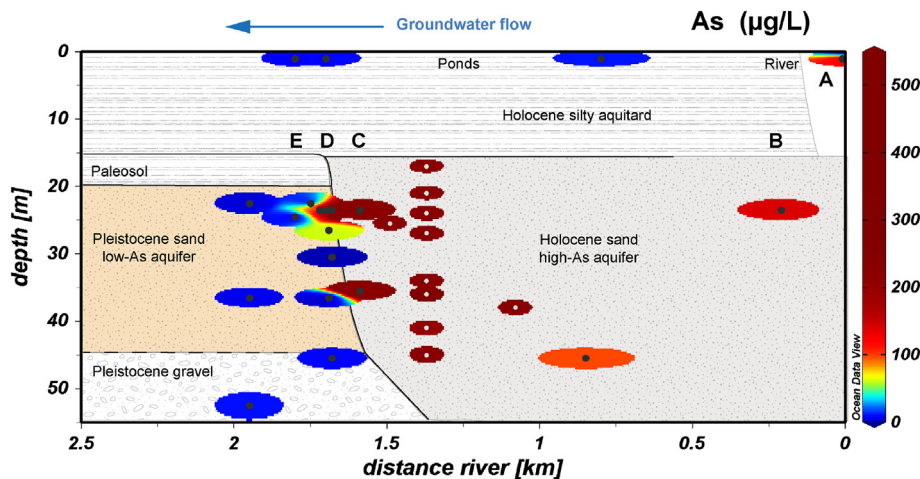 Groundwater flow
As (µg/L)
Ponds
River
A
Holocene silty aquitard
E D C
B
Paleosol
Pleistocene sand
low-As aquifer
Holocene sand
high-As aquifer
Pleistocene gravel
0
10
20
30
40
50
depth [m]
2.5 2 1.5 1 0.5 0
distance river [km]
500
400
300
200
100
0
Ocean Data View